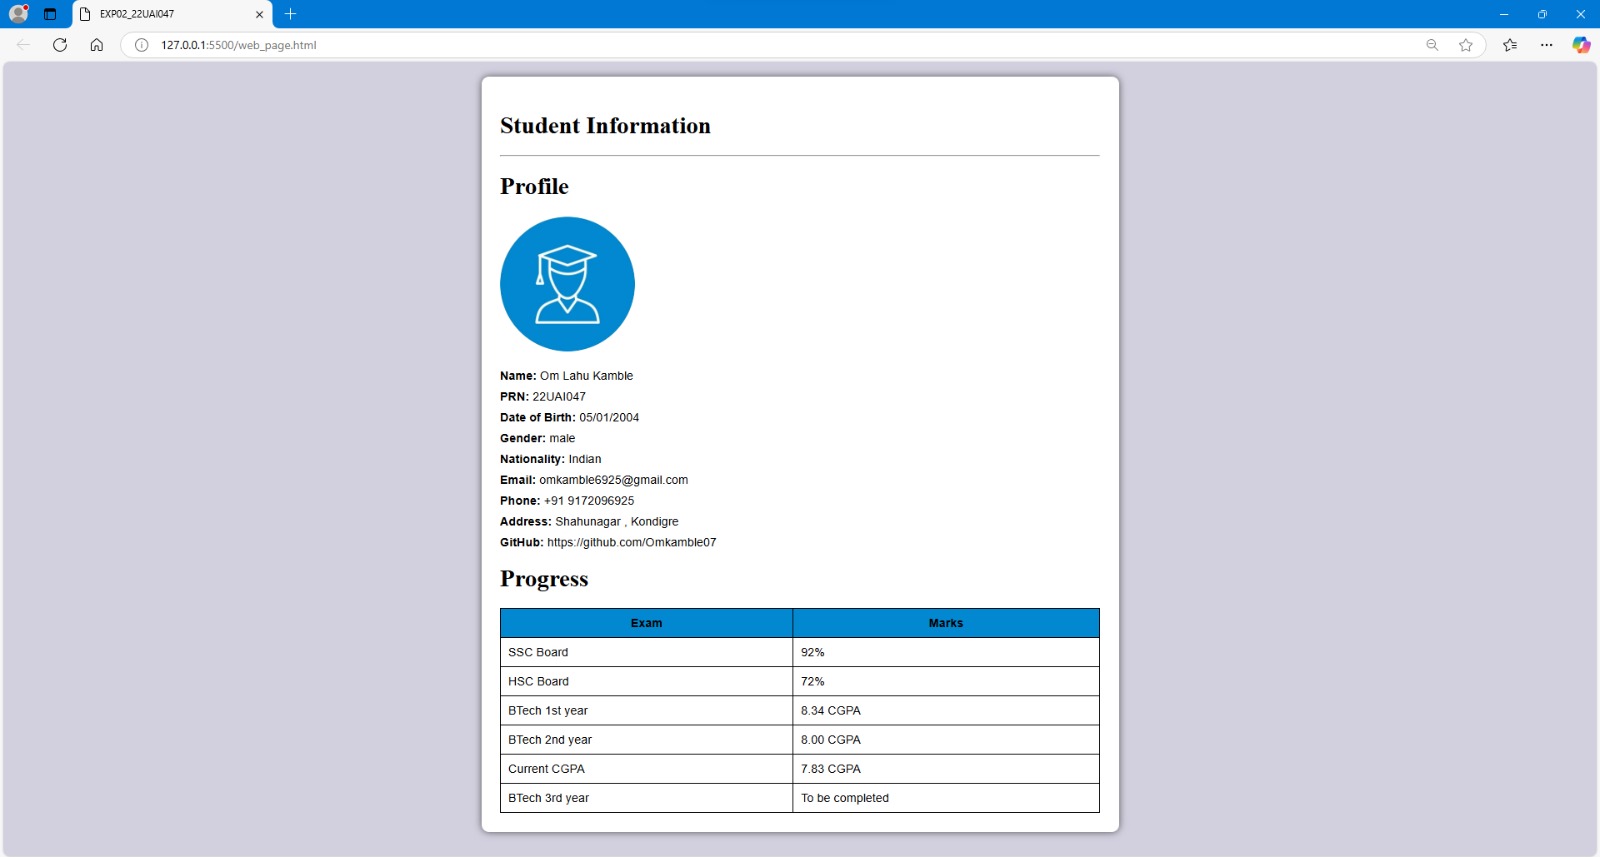 EXP02_22UAI047
127.0.0.1:5500/web_page.html
Student Information
Profile
Name: Om Lahu Kamble
PRN: 22UAI047
Date of Birth: 05/01/2004
Gender: male
Nationality: Indian
Email: omkamble6925@gmail.com
Phone: +91 9172096925
Address: Shahunagar , Kondigre
GitHub: https://github.com/Omkamble07
Progress
Exam Marks
SSC Board 92%
HSC Board 72%
BTech 1st year 8.34 CGPA
BTech 2nd year 8.00 CGPA
Current CGPA 7.83 CGPA
BTech 3rd year To be completed